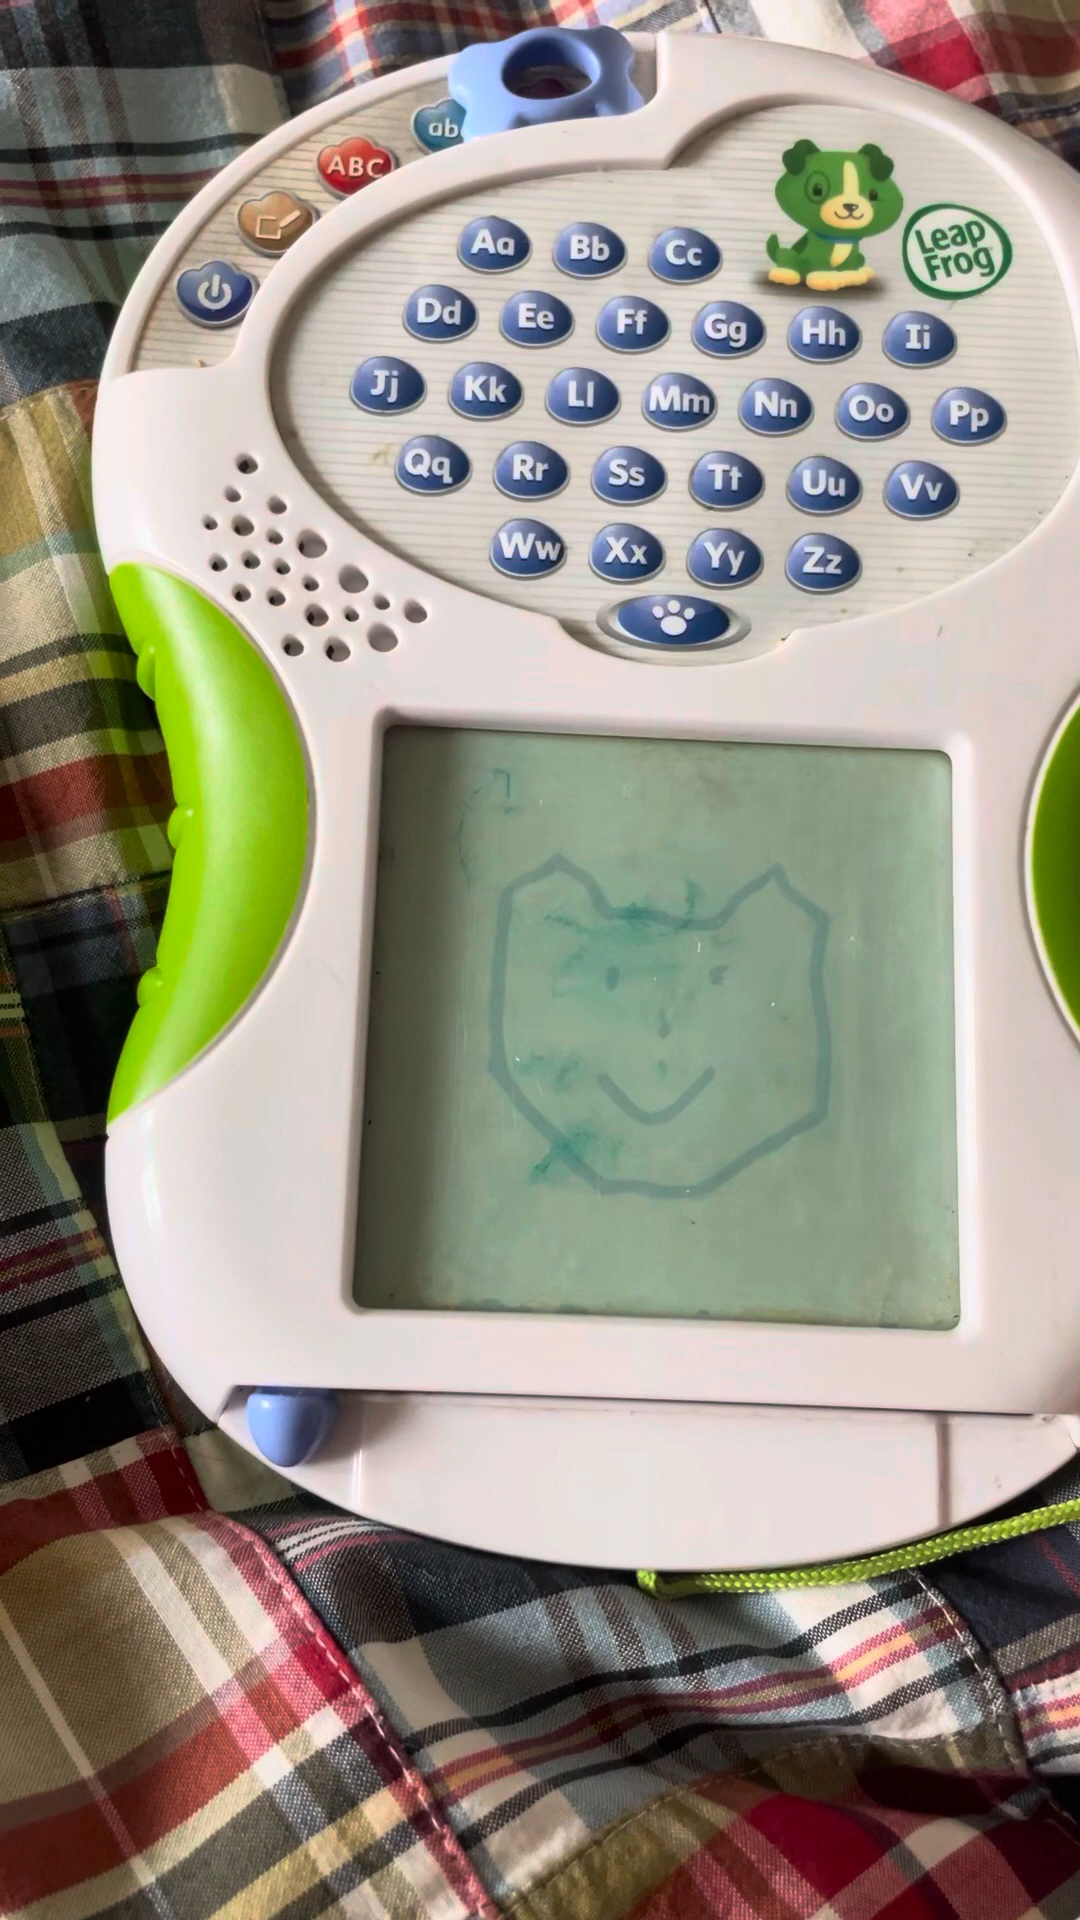 ab
ABC
Leap
Frog
Aa Bb Cc
Dd Ee Ff Gg Hh Ii
Jj Kk Ll Mm Nn Oo Pp
Qq Rr Ss Tt Uu Vv
Ww Xx Yy Zz